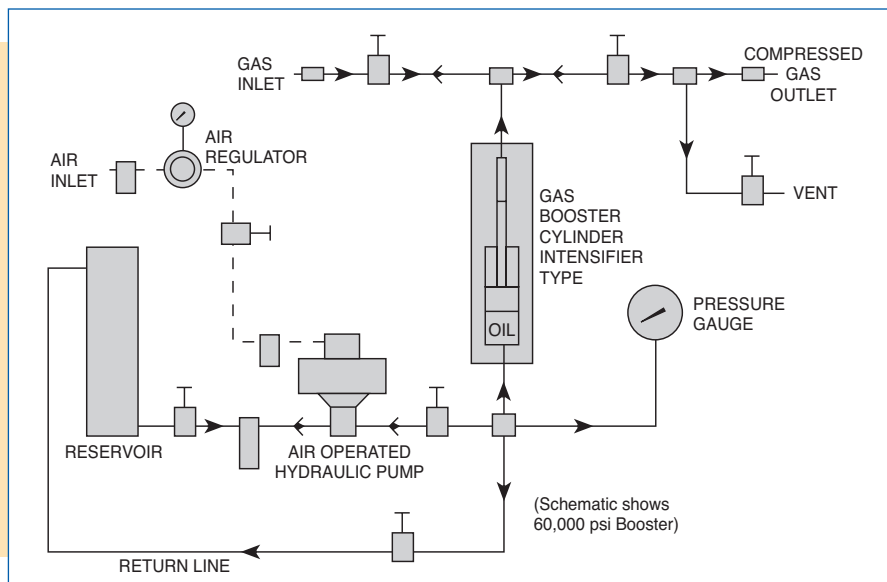 GAS
INLET
COMPRESSED
GAS
OUTLET
AIR
REGULATOR
AIR
INLET
VENT
GAS
BOOSTER
CYLINDER
INTENSIFIER
TYPE
OIL
PRESSURE
GAUGE
RESERVOIR
AIR OPERATED
HYDRAULIC PUMP
(Schematic shows
60,000 psi Booster)
RETURN LINE